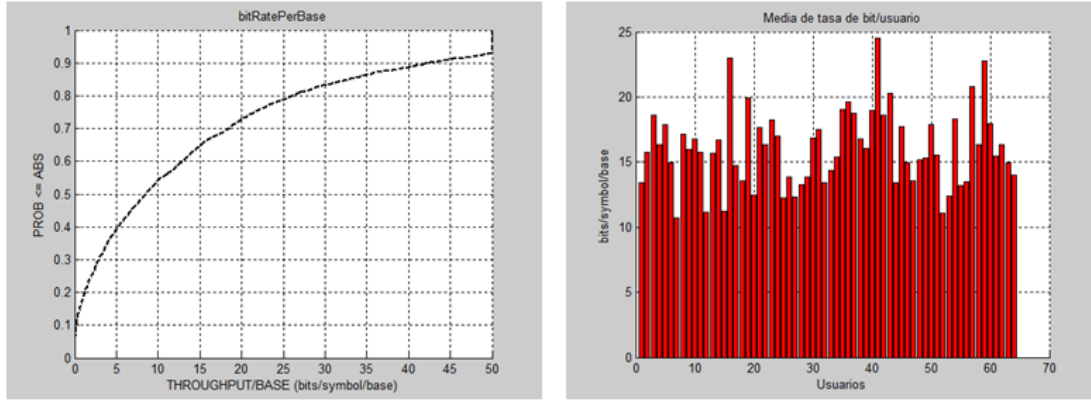 bitRatePerBase
1
0.9
0.8
0.7
0.6
0.5
0.4
0.3
0.2
0.1
0
PROB <= ABS
0 5 10 15 20 25 30 35 40 45 50
THROUGHPUT/BASE (bits/symbol/base)
Media de tasa de bit/usuario
25
20
15
10
5
0
bits/symbol/base
0 10 20 30 40 50 60 70
Usuarios